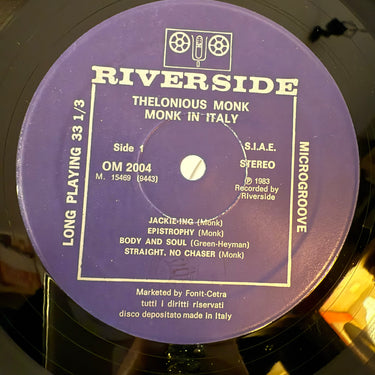 RIVERSIDE
THELONIOUS MONK
MONK IN ITALY
LONG PLAYING 33 1/3
MICROGROOVE
Side 1
S.I.A.E.
OM 2004
STEREO
M. 15469 (9443)
℗ 1983
Recorded by
Riverside
JACKIE-ING (Monk)
EPISTROPHY (Monk)
BODY AND SOUL (Green-Heyman)
STRAIGHT, NO CHASER (Monk)
Marketed by Fonit-Cetra
tutti i diritti riservati
disco depositato made in Italy